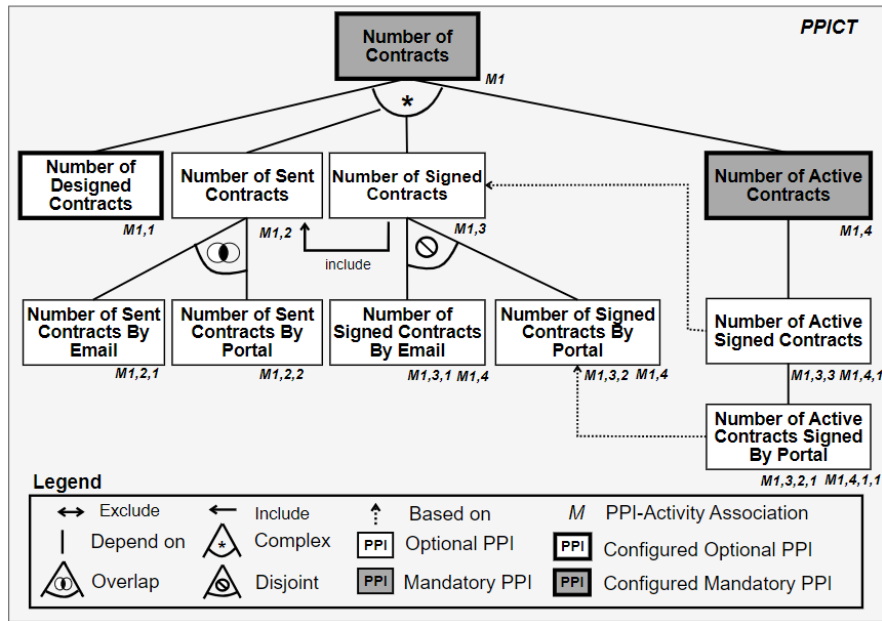 PPICT
Number of
Contracts
M1
*
Number of
Designed
Contracts
M1,1
Number of Sent
Contracts
M1,2
Number of Signed
Contracts
M1,3
Number of Active
Contracts
M1,4
include
Number of Sent
Contracts By
Email
M1,2,1
Number of Sent
Contracts By
Portal
M1,2,2
Number of
Signed Contracts
By Email
M1,3,1 M1,4
Number of Signed
Contracts By
Portal
M1,3,2 M1,4
Number of Active
Signed Contracts
M1,3,3 M1,4,1
Number of Active
Contracts Signed
By Portal
M1,3,2,1 M1,4,1,1
Legend
Exclude
Include
Based on
M PPI-Activity Association
Depend on
* Complex
PPI Optional PPI
PPI Configured Optional PPI
Overlap
Disjoint
PPI Mandatory PPI
PPI Configured Mandatory PPI